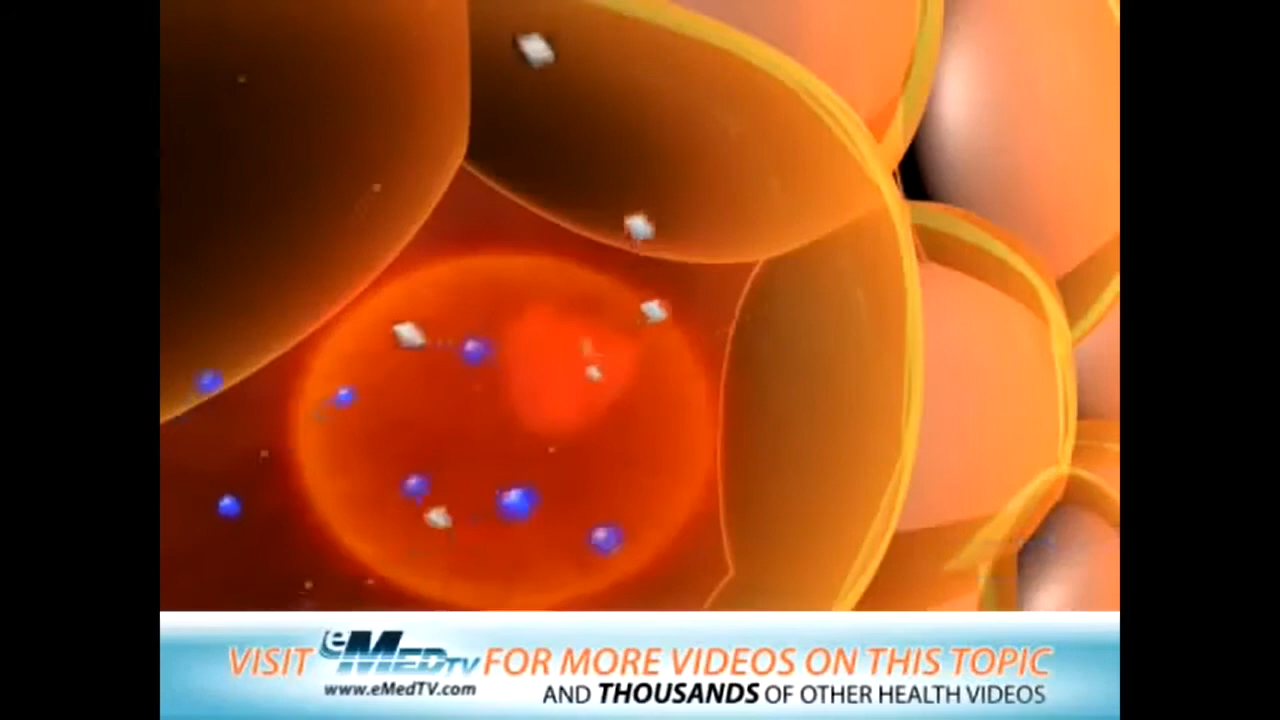 VISIT eMEDTV FOR MORE VIDEOS ON THIS TOPIC
www.eMedTV.com AND THOUSANDS OF OTHER HEALTH VIDEOS